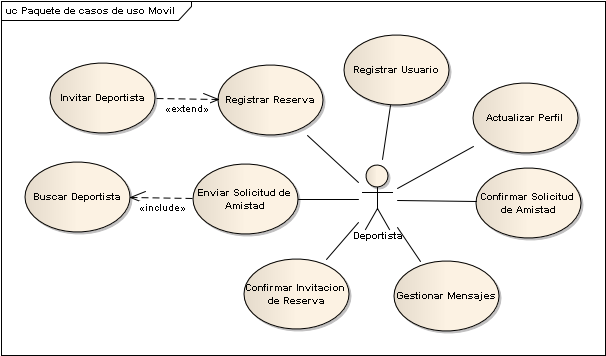 uc Paquete de casos de uso Movil
Registrar Usuario
Invitar Deportista
Registrar Reserva
«extend»
Actualizar Perfil
Buscar Deportista
Enviar Solicitud de
Amistad
«include»
Confirmar Solicitud
de Amistad
Deportista
Confirmar Invitacion
de Reserva
Gestionar Mensajes